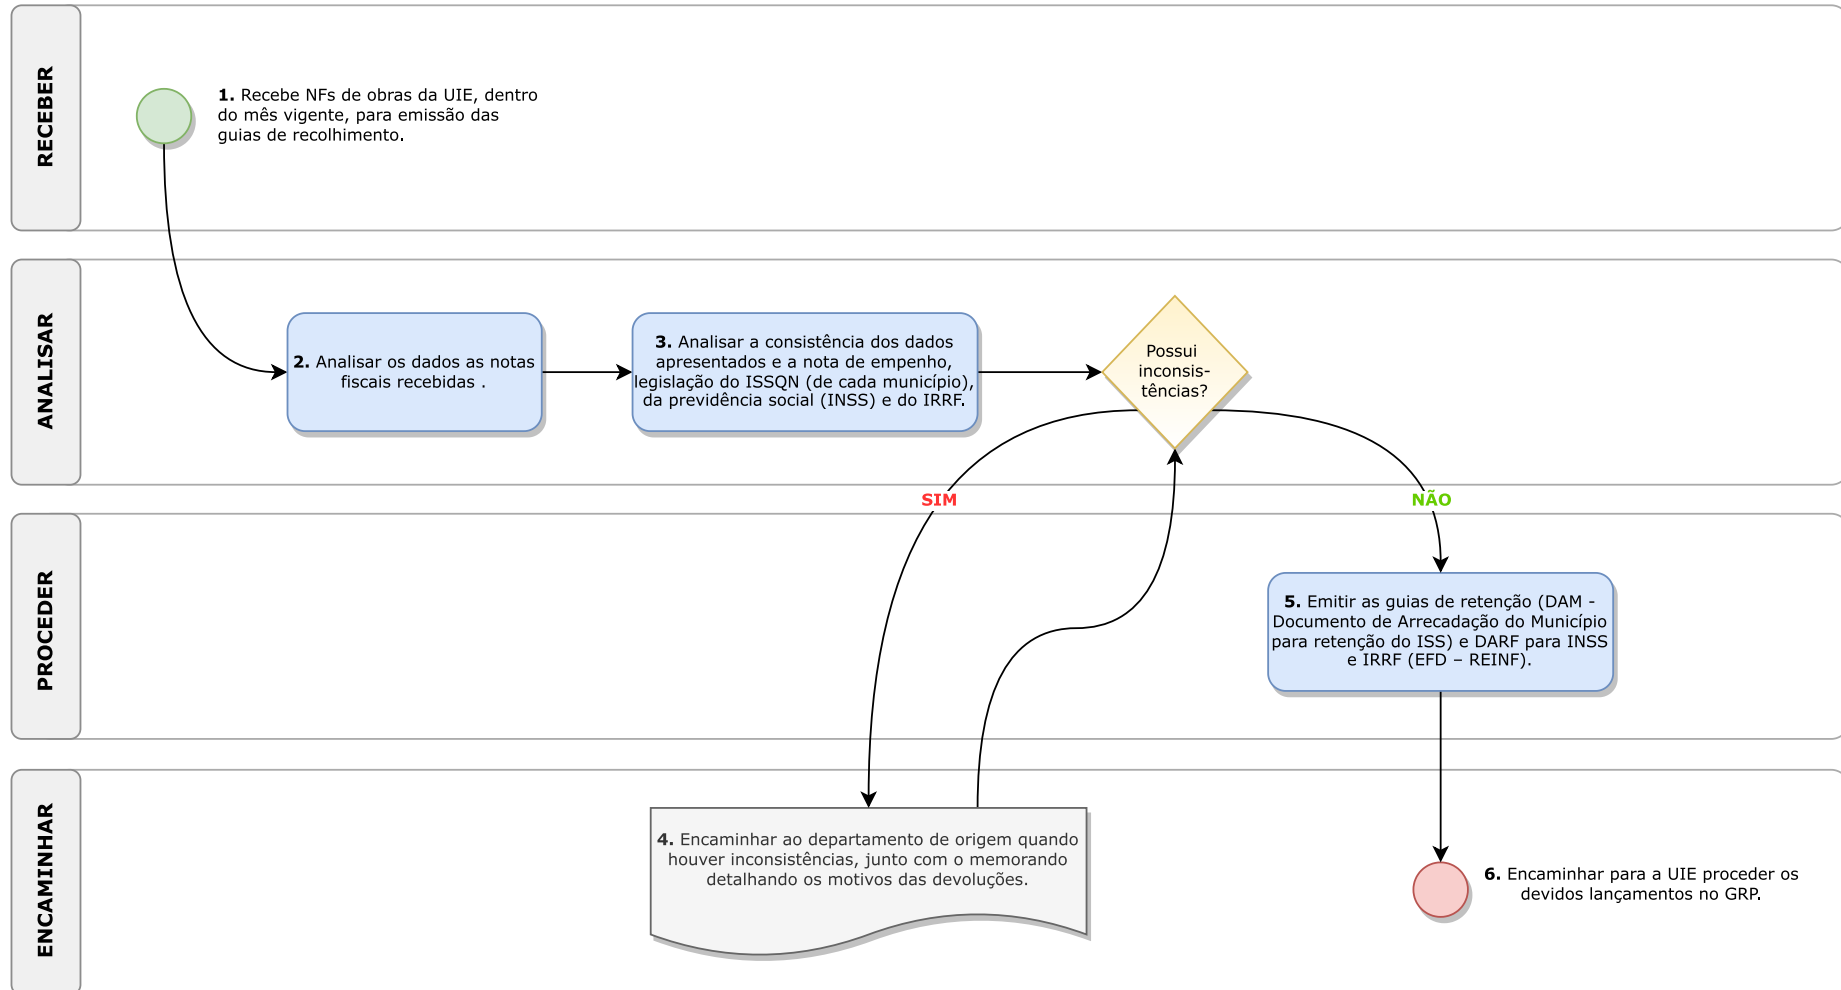 RECEBER
1. Recebe NFs de obras da UIE, dentro
do mês vigente, para emissão das
guias de recolhimento.
ANALISAR
2. Analisar os dados as notas
fiscais recebidas .
3. Analisar a consistência dos dados
apresentados e a nota de empenho,
legislação do ISSQN (de cada município),
da previdência social (INSS) e do IRRF.
Possui
inconsis-
tências?
SIM
NÃO
PROCEDER
5. Emitir as guias de retenção (DAM -
Documento de Arrecadação do Município
para retenção do ISS) e DARF para INSS
e IRRF (EFD – REINF).
ENCAMINHAR
4. Encaminhar ao departamento de origem quando
houver inconsistências, junto com o memorando
detalhando os motivos das devoluções.
6. Encaminhar para a UIE proceder os
devidos lançamentos no GRP.